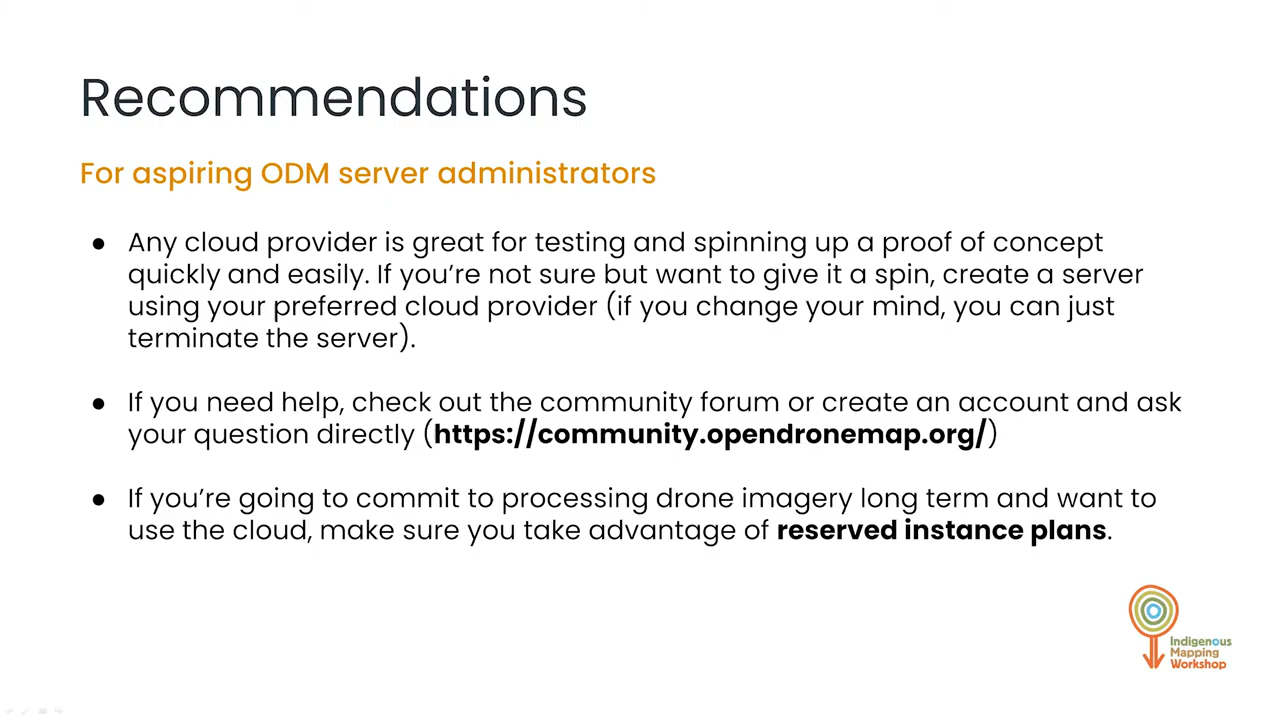 Recommendations
For aspiring ODM server administrators
● Any cloud provider is great for testing and spinning up a proof of concept
quickly and easily. If you're not sure but want to give it a spin, create a server
using your preferred cloud provider (if you change your mind, you can just
terminate the server).
● If you need help, check out the community forum or create an account and ask
your question directly (https://community.opendronemap.org/)
● If you're going to commit to processing drone imagery long term and want to
use the cloud, make sure you take advantage of reserved instance plans.
Indigenous
Mapping
Workshop